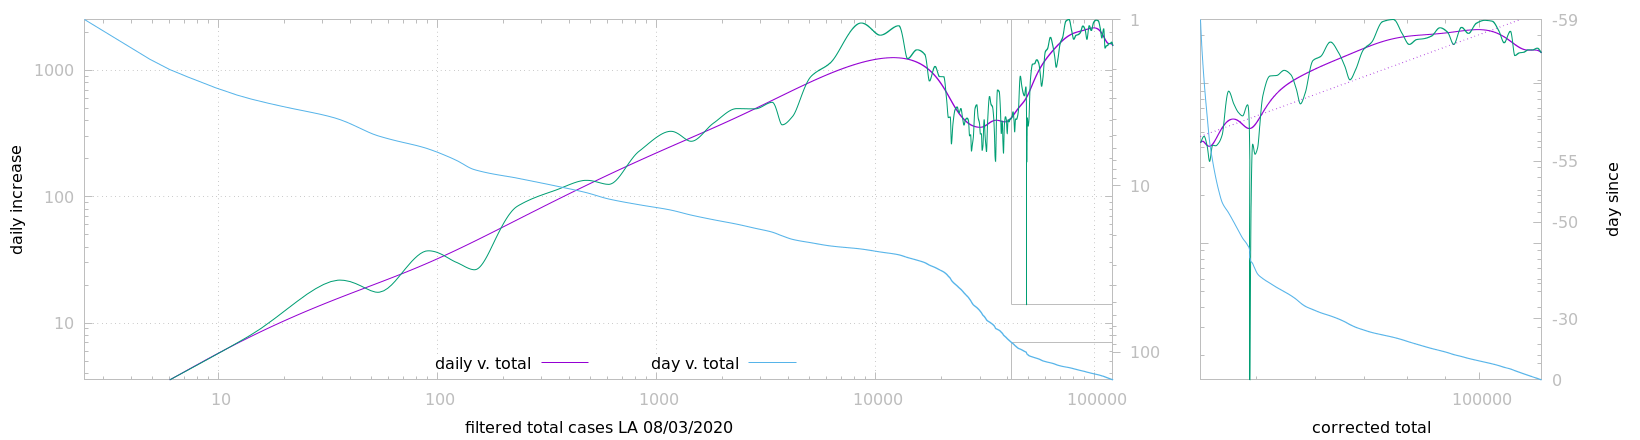 1000
100
10
daily increase
daily v. total
day v. total
10
100
1000
10000
100000
filtered total cases LA 08/03/2020
1
10
100
100000
corrected total
-59
-55
-50
-30
0
day since